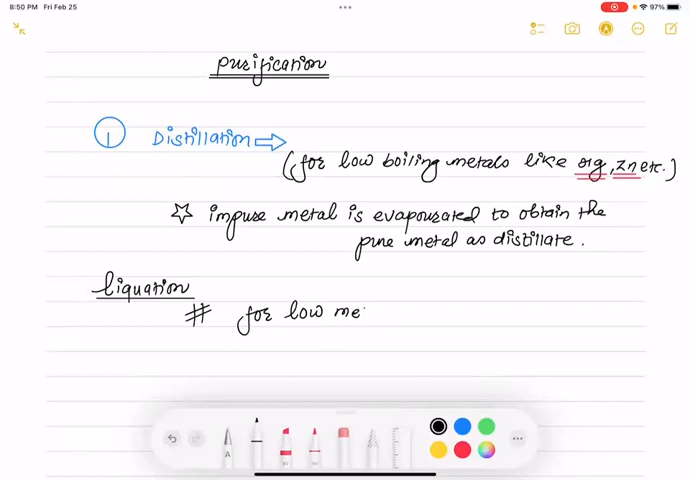 8:50 PM Fri Feb 25
97%
purification
1 Distillation ⇒
(for low boiling metals like Hg, Zn etc.)
☆ impure metal is evapourated to obtain the
pure metal as distillate.
liquation
# for low me
A